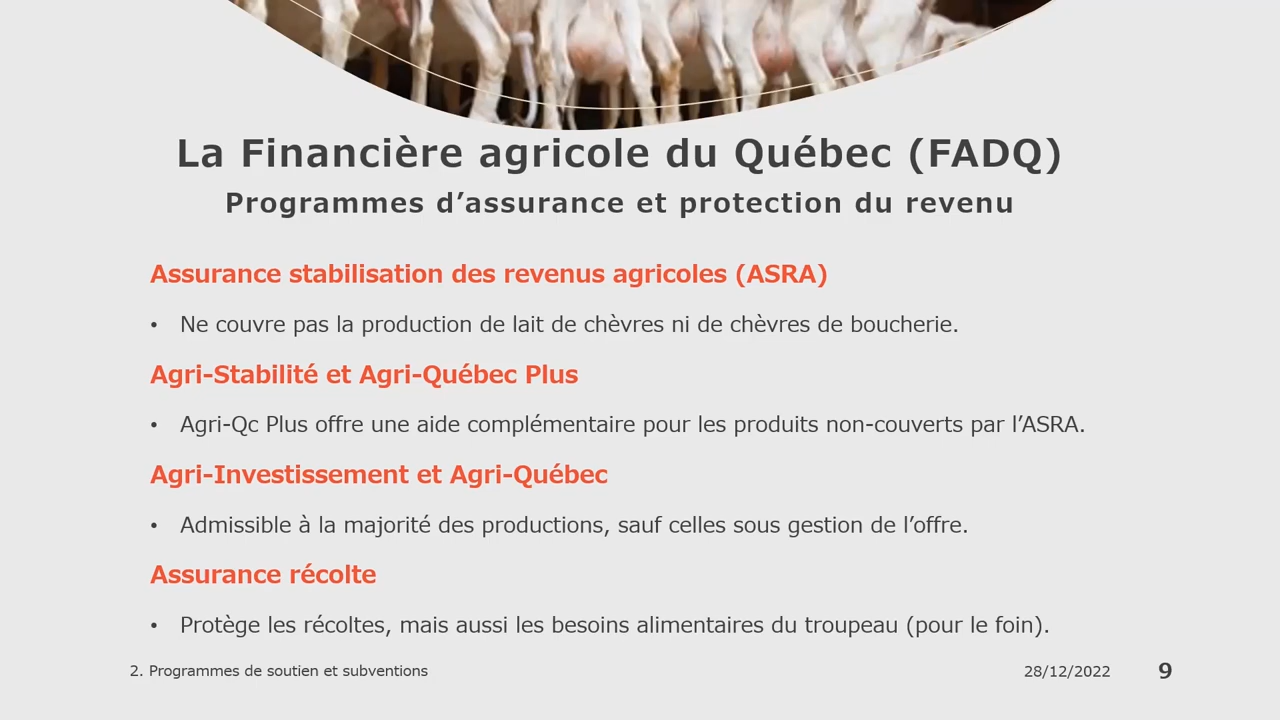 La Financière agricole du Québec (FADQ)
Programmes d’assurance et protection du revenu
Assurance stabilisation des revenus agricoles (ASRA)
• Ne couvre pas la production de lait de chèvres ni de chèvres de boucherie.
Agri-Stabilité et Agri-Québec Plus
• Agri-Qc Plus offre une aide complémentaire pour les produits non-couverts par l’ASRA.
Agri-Investissement et Agri-Québec
• Admissible à la majorité des productions, sauf celles sous gestion de l’offre.
Assurance récolte
• Protège les récoltes, mais aussi les besoins alimentaires du troupeau (pour le foin).
2. Programmes de soutien et subventions 28/12/2022 9